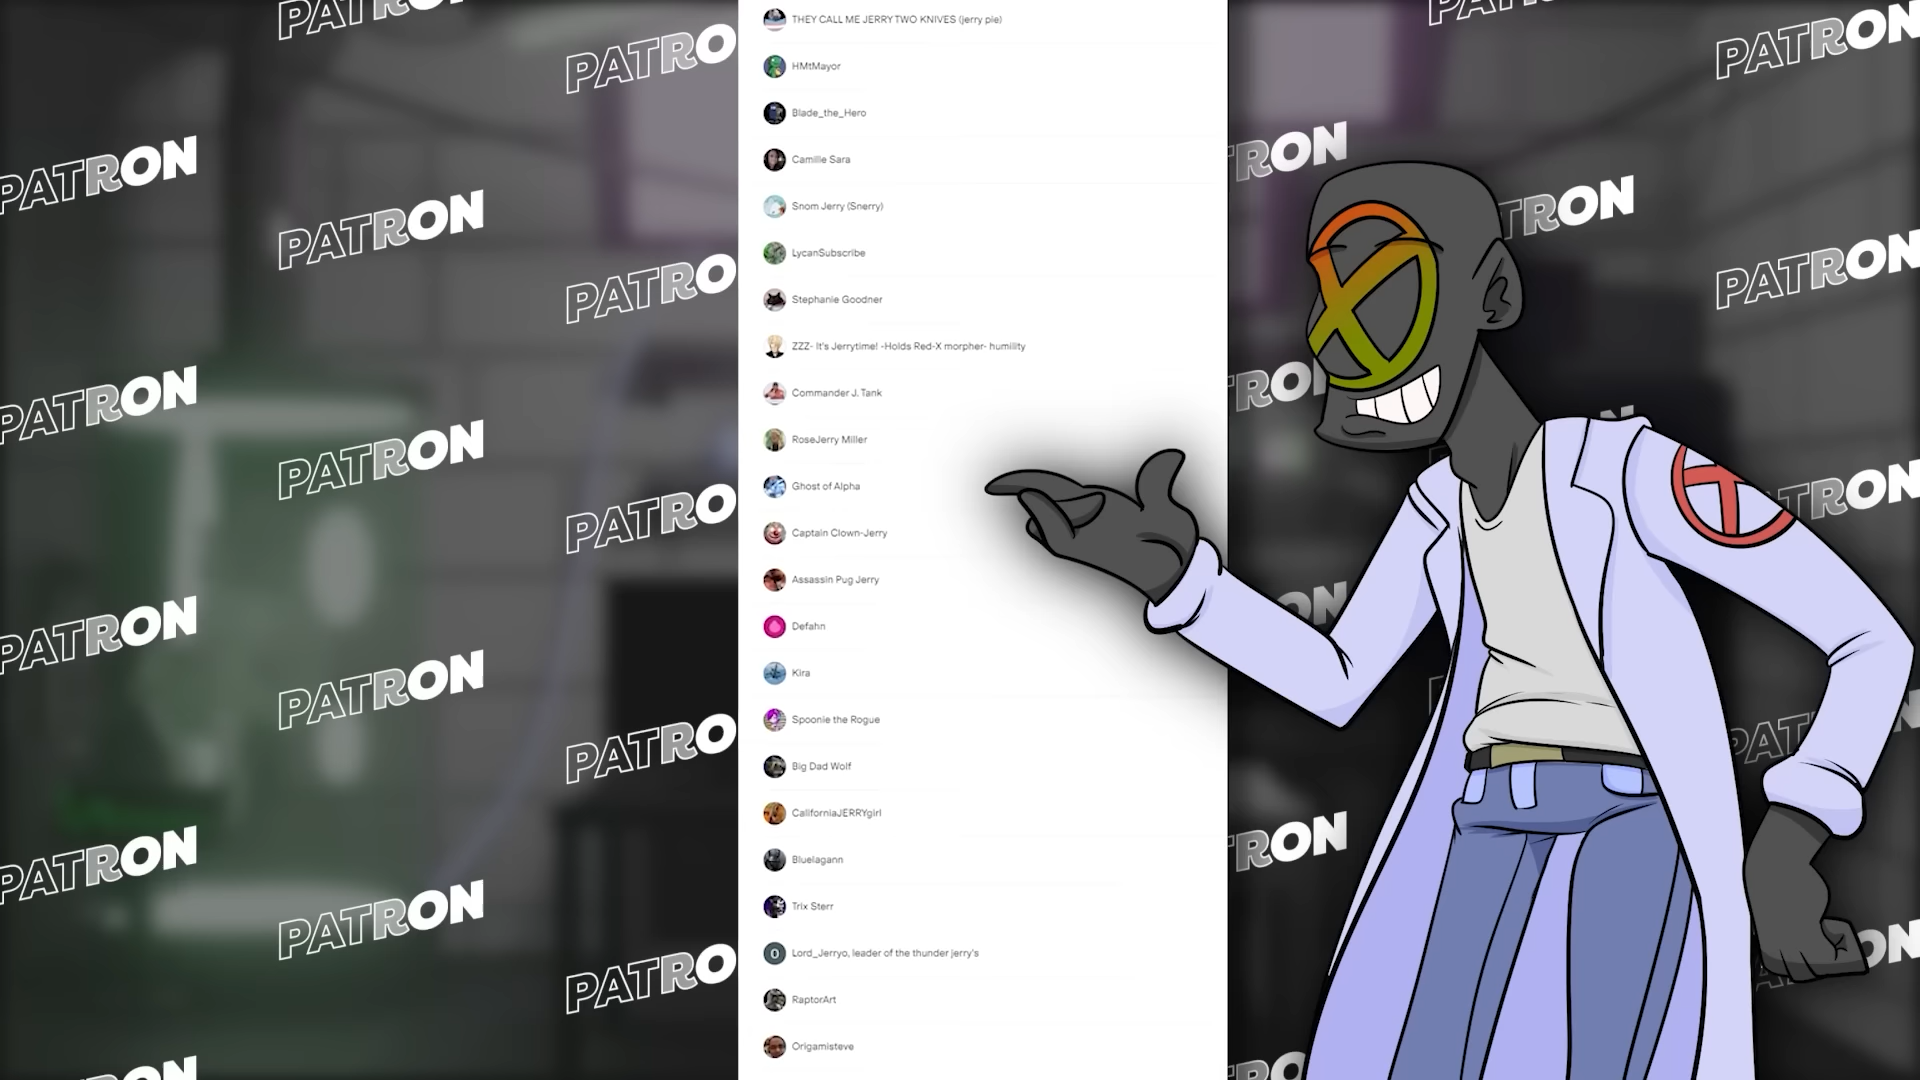 THEY CALL ME JERRY TWO KNIVES (jerry pie)
HMtMayor
Blade_the_Hero
Camille Sara
Snom Jerry (Snerry)
LycanSubscribe
Stephanie Goodner
ZZZ- It's Jerrytime! -Holds Red-X morpher- humility
Commander J. Tank
RoseJerry Miller
Ghost of Alpha
Captain Clown-Jerry
Assassin Pug Jerry
Defahn
Kira
Spoonie the Rogue
Big Dad Wolf
CaliforniaJERRYgirl
Bluelagann
Trix Sterr
Lord_Jerryo, leader of the thunder jerry's
RaptorArt
Origamisteve
PATRON
PATRON
PATRON
PATRON
PATRON
PATRON
PATRON
PATRON
PATRON
PATRON
PATRON
PATRON